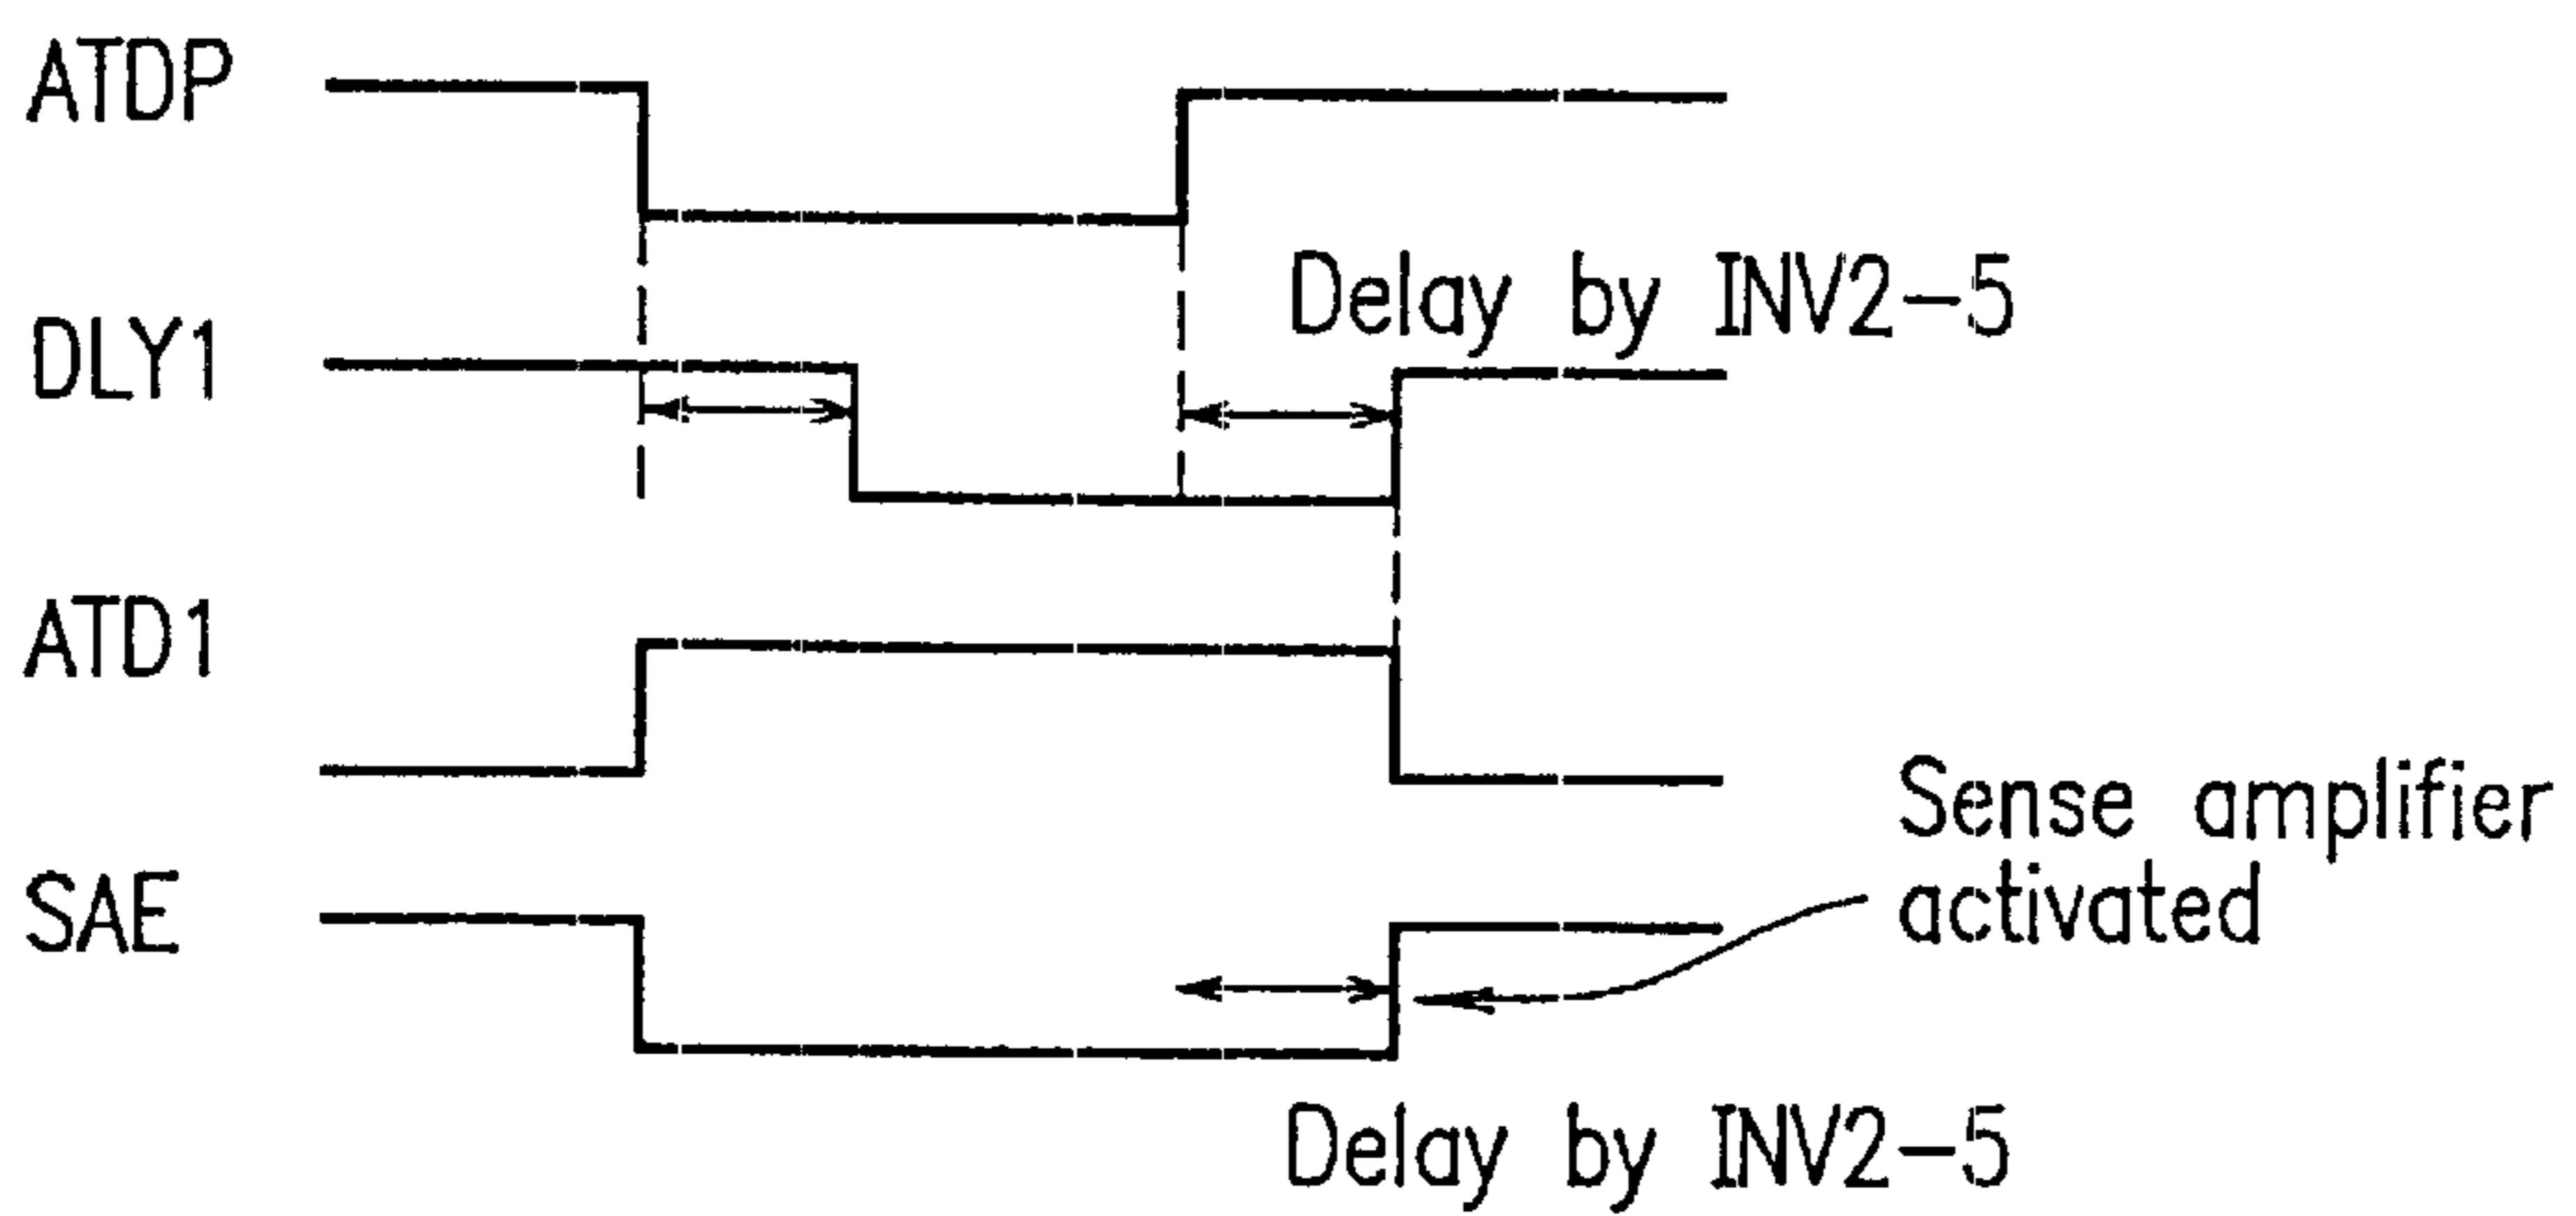 ATDP
Delay by INV2-5
DLY1
ATD1
Sense amplifier
activated
SAE
Delay by INV2-5